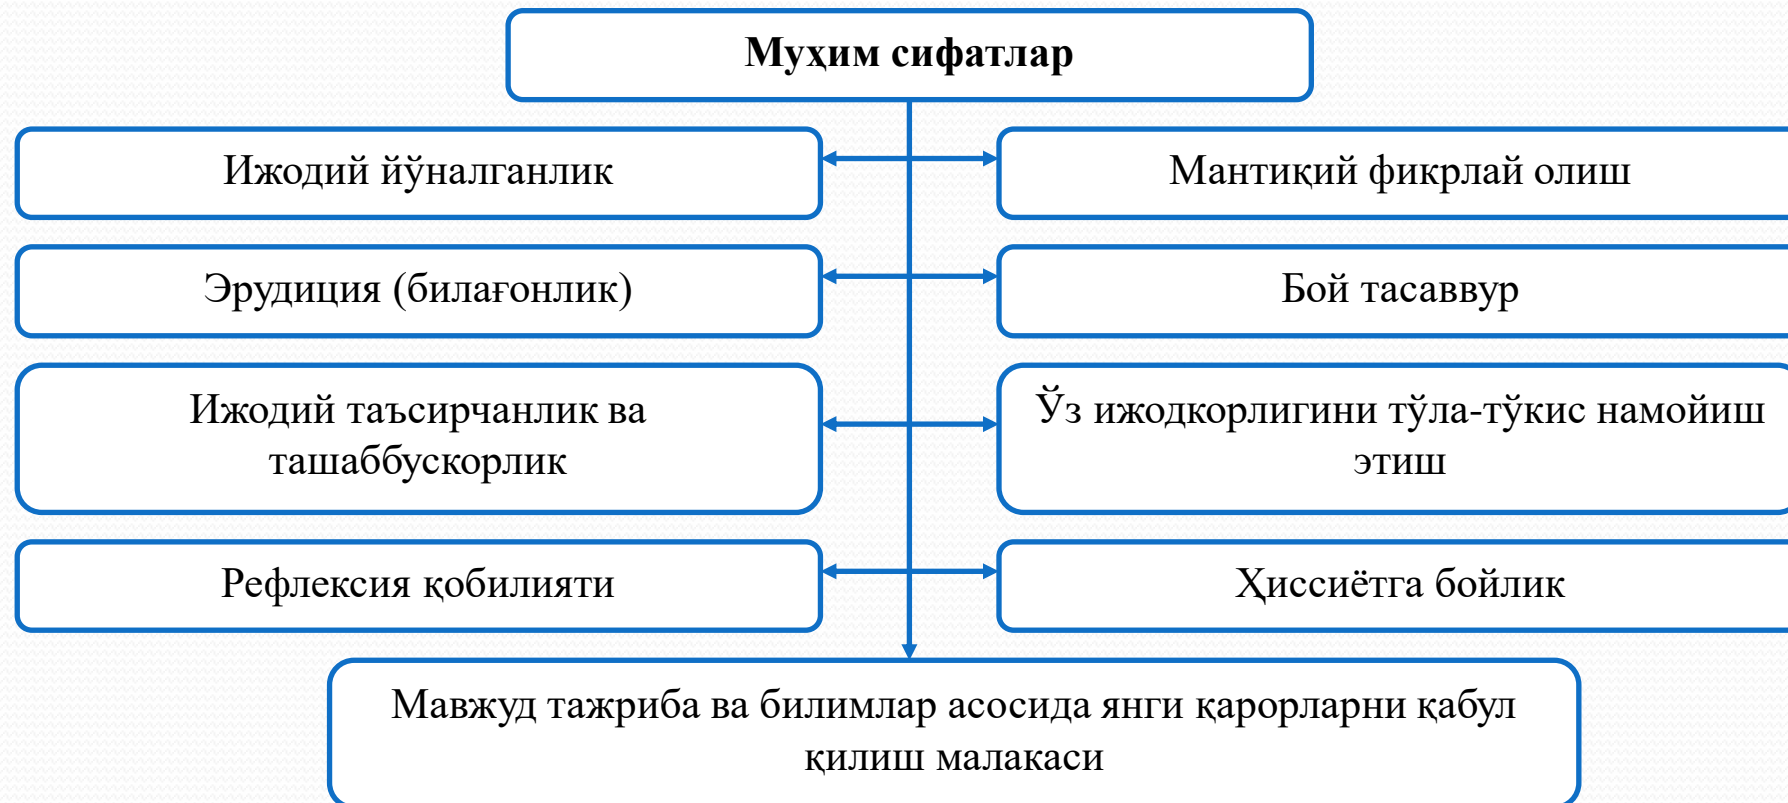 Муҳим сифатлар
Ижодий йўналганлик
Мантиқий фикрлай олиш
Эрудиция (билағонлик)
Бой тасаввур
Ижодий таъсирчанлик ва
ташаббускорлик
Ўз ижодкорлигини тўла-тўкис намойиш
этиш
Рефлексия қобилияти
Ҳиссиётга бойлик
Мавжуд тажриба ва билимлар асосида янги қарорларни қабул
қилиш малакаси